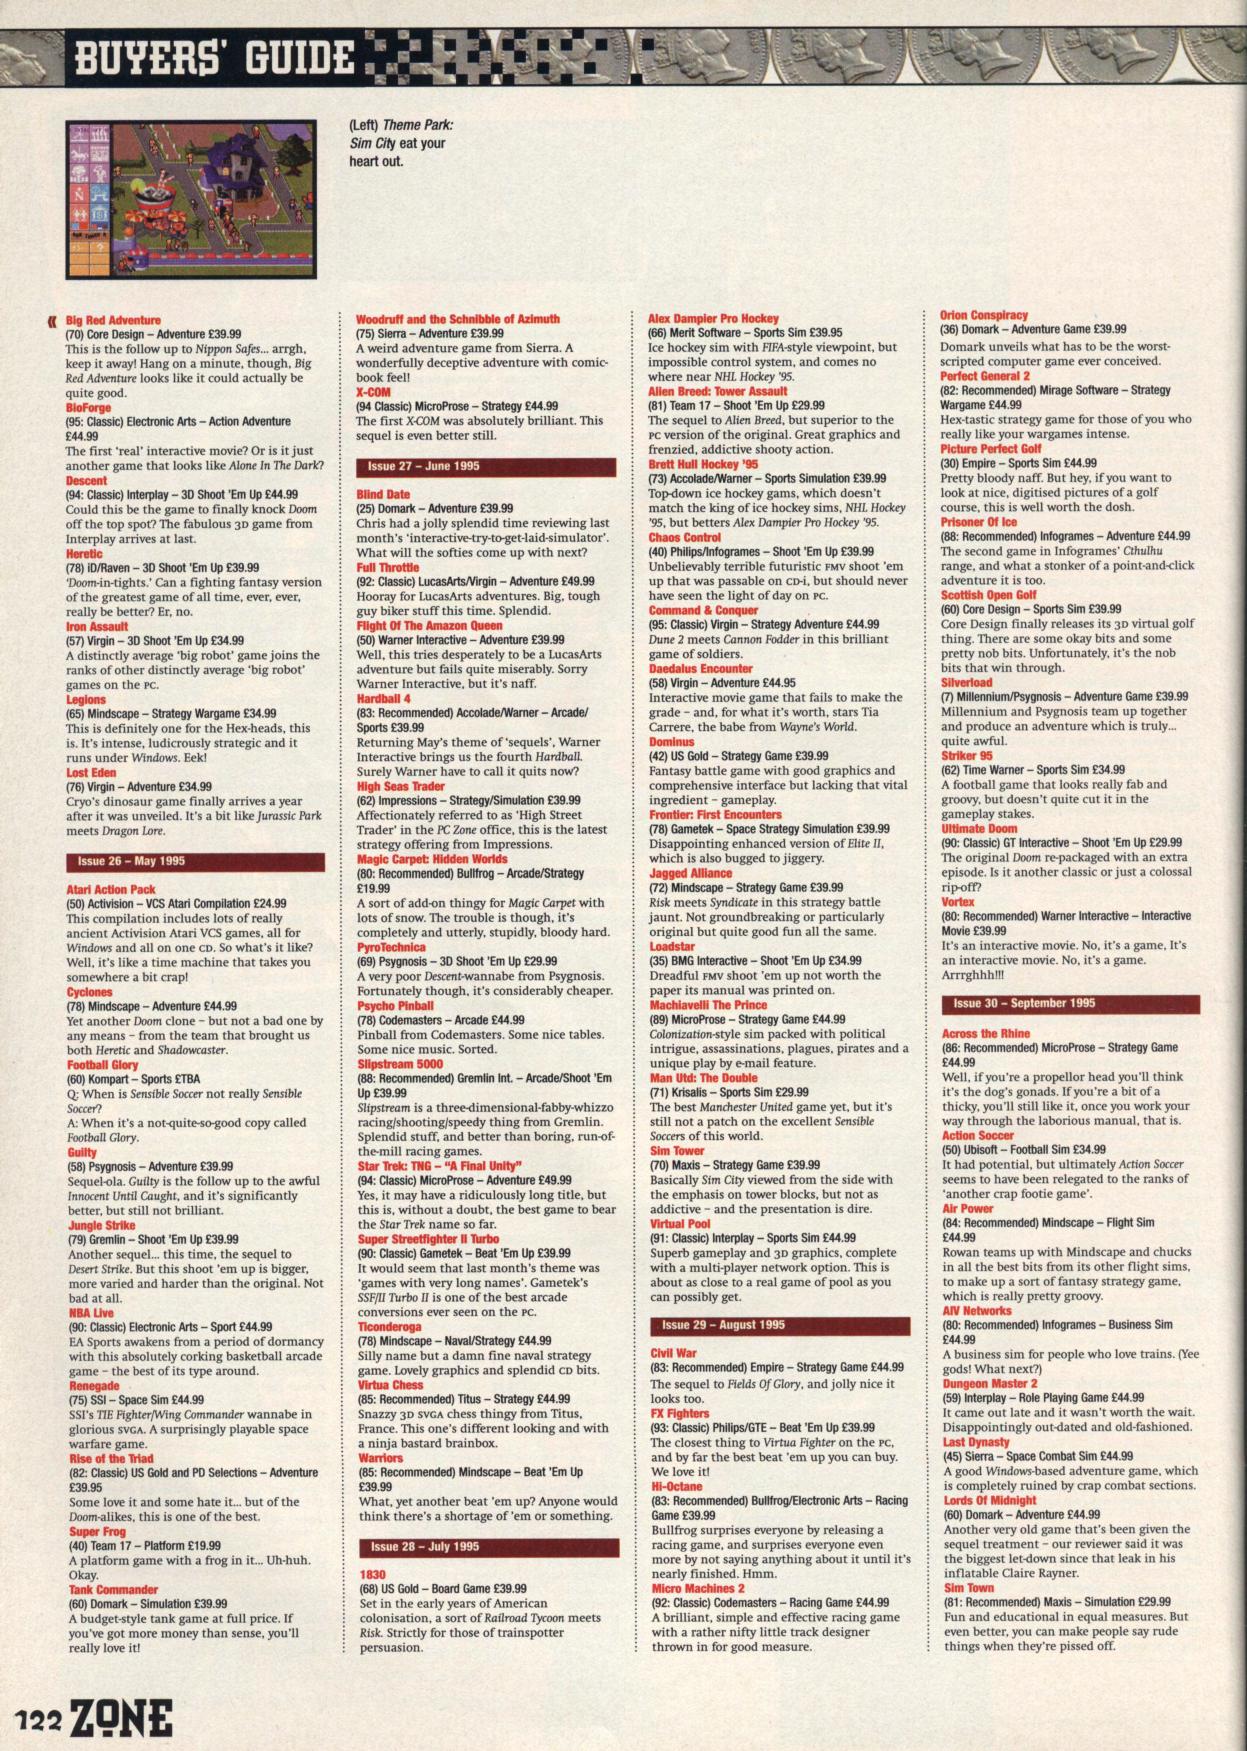 BUYERS' GUIDE
(Left) Theme Park:
Sim City eat your
heart out.
Big Red Adventure
(70) Core Design – Adventure £39.99
This is the follow up to Nippon Safes... arrgh,
keep it away! Hang on a minute, though, Big
Red Adventure looks like it could actually be
quite good.
BioForge
(95: Classic) Electronic Arts – Action Adventure
£44.99
The first 'real' interactive movie? Or is it just
another game that looks like Alone In The Dark?
Descent
(94: Classic) Interplay – 3D Shoot 'Em Up £44.99
Could this be the game to finally knock Doom
off the top spot? The fabulous 3D game from
Interplay arrives at last.
Heretic
(78) iD/Raven – 3D Shoot 'Em Up £39.99
'Doom-in-tights.' Can a fighting fantasy version
of the greatest game of all time, ever, ever,
really be better? Er, no.
Iron Assault
(57) Virgin – 3D Shoot 'Em Up £34.99
A distinctly average 'big robot' game joins the
ranks of other distinctly average 'big robot'
games on the PC.
Legions
(65) Mindscape – Strategy Wargame £34.99
This is definitely one for the Hex-heads, this
is. It's intense, ludicrously strategic and it
runs under Windows. Eek!
Lost Eden
(76) Virgin – Adventure £34.99
Cryo's dinosaur game finally arrives a year
after it was unveiled. It's a bit like Jurassic Park
meets Dragon Lore.
Issue 26 – May 1995
Atari Action Pack
(50) Activision – VCS Atari Compilation £24.99
This compilation includes lots of really
ancient Activision Atari VCS games, all for
Windows and all on one CD. So what's it like?
Well, it's like a time machine that takes you
somewhere a bit crap!
Cyclones
(78) Mindscape – Adventure £44.99
Yet another Doom clone – but not a bad one by
any means – from the team that brought us
both Heretic and Shadowcaster.
Football Glory
(60) Kompart – Sports £TBA
Q: When is Sensible Soccer not really Sensible
Soccer?
A: When it's a not-quite-so-good copy called
Football Glory.
Guilty
(58) Psygnosis – Adventure £39.99
Sequel-ola. Guilty is the follow up to the awful
Innocent Until Caught, and it's significantly
better, but still not brilliant.
Jungle Strike
(79) Gremlin – Shoot 'Em Up £39.99
Another sequel... this time, the sequel to
Desert Strike. But this shoot 'em up is bigger,
more varied and harder than the original. Not
bad at all.
NBA Live
(90: Classic) Electronic Arts – Sport £44.99
EA Sports awakens from a period of dormancy
with this absolutely corking basketball arcade
game – the best of its type around.
Renegade
(75) SSI – Space Sim £44.99
SSI's TIE Fighter/Wing Commander wannabe in
glorious SVGA. A surprisingly playable space
warfare game.
Rise of the Triad
(82: Classic) US Gold and PD Selections – Adventure
£39.95
Some love it and some hate it... but of the
Doom-alikes, this is one of the best.
Super Frog
(40) Team 17 – Platform £19.99
A platform game with a frog in it... Uh-huh.
Okay.
Tank Commander
(60) Domark – Simulation £39.99
A budget-style tank game at full price. If
you've got more money than sense, you'll
really love it!
Woodruff and the Schnibble of Azimuth
(75) Sierra – Adventure £39.99
A weird adventure game from Sierra. A
wonderfully deceptive adventure with comic-
book feel!
X-COM
(94 Classic) MicroProse – Strategy £44.99
The first X-COM was absolutely brilliant. This
sequel is even better still.
Issue 27 – June 1995
Blind Date
(25) Domark – Adventure £39.99
Chris had a jolly splendid time reviewing last
month's 'interactive-try-to-get-laid-simulator'.
What will the softies come up with next?
Full Throttle
(92: Classic) LucasArts/Virgin – Adventure £49.99
Hooray for LucasArts adventures. Big, tough
guy biker stuff this time. Splendid.
Flight Of The Amazon Queen
(50) Warner Interactive – Adventure £39.99
Well, this tries desperately to be a LucasArts
adventure but fails quite miserably. Sorry
Warner Interactive, but it's naff.
Hardball 4
(83: Recommended) Accolade/Warner – Arcade/
Sports £39.99
Returning May's theme of 'sequels', Warner
Interactive brings us the fourth Hardball.
Surely Warner have to call it quits now?
High Seas Trader
(62) Impressions – Strategy/Simulation £39.99
Affectionately referred to as 'High Street
Trader' in the PC Zone office, this is the latest
strategy offering from Impressions.
Magic Carpet: Hidden Worlds
(80: Recommended) Bullfrog – Arcade/Strategy
£19.99
A sort of add-on thingy for Magic Carpet with
lots of snow. The trouble is though, it's
completely and utterly, stupidly, bloody hard.
PyroTechnica
(69) Psygnosis – 3D Shoot 'Em Up £29.99
A very poor Descent-wannabe from Psygnosis.
Fortunately though, it's considerably cheaper.
Psycho Pinball
(78) Codemasters – Arcade £44.99
Pinball from Codemasters. Some nice tables.
Some nice music. Sorted.
Slipstream 5000
(88: Recommended) Gremlin Int. – Arcade/Shoot 'Em
Up £39.99
Slipstream is a three-dimensional-fabby-whizzo
racing/shooting/speedy thing from Gremlin.
Splendid stuff, and better than boring, run-of-
the-mill racing games.
Star Trek: TNG – "A Final Unity"
(94: Classic) MicroProse – Adventure £49.99
Yes, it may have a ridiculously long title, but
this is, without a doubt, the best game to bear
the Star Trek name so far.
Super Streetfighter II Turbo
(90: Classic) Gametek – Beat 'Em Up £39.99
It would seem that last month's theme was
'games with very long names'. Gametek's
SSF/II Turbo II is one of the best arcade
conversions ever seen on the PC.
Ticonderoga
(78) Mindscape – Naval/Strategy £44.99
Silly name but a damn fine naval strategy
game. Lovely graphics and splendid CD bits.
Virtua Chess
(85: Recommended) Titus – Strategy £44.99
Snazzy 3D SVGA chess thingy from Titus,
France. This one's different looking and with
a ninja bastard brainbox.
Warriors
(85: Recommended) Mindscape – Beat 'Em Up
£39.99
What, yet another beat 'em up? Anyone would
think there's a shortage of 'em or something.
Issue 28 – July 1995
1830
(68) US Gold – Board Game £39.99
Set in the early years of American
colonisation, a sort of Railroad Tycoon meets
Risk. Strictly for those of trainspotter
persuasion.
Alex Dampier Pro Hockey
(66) Merit Software – Sports Sim £39.95
Ice hockey sim with FIFA-style viewpoint, but
impossible control system, and comes no
where near NHL Hockey '95.
Alien Breed: Tower Assault
(81) Team 17 – Shoot 'Em Up £29.99
The sequel to Alien Breed, but superior to the
PC version of the original. Great graphics and
frenzied, addictive shooty action.
Brett Hull Hockey '95
(73) Accolade/Warner – Sports Simulation £39.99
Top-down ice hockey gams, which doesn't
match the king of ice hockey sims, NHL Hockey
'95, but betters Alex Dampier Pro Hockey '95.
Chaos Control
(40) Philips/Infogrames – Shoot 'Em Up £39.99
Unbelievably terrible futuristic FMV shoot 'em
up that was passable on CD-i, but should never
have seen the light of day on PC.
Command & Conquer
(95: Classic) Virgin – Strategy Adventure £44.99
Dune 2 meets Cannon Fodder in this brilliant
game of soldiers.
Daedalus Encounter
(58) Virgin – Adventure £44.95
Interactive movie game that fails to make the
grade – and, for what it's worth, stars Tia
Carrere, the babe from Wayne's World.
Dominus
(42) US Gold – Strategy Game £39.99
Fantasy battle game with good graphics and
comprehensive interface but lacking that vital
ingredient – gameplay.
Frontier: First Encounters
(78) Gametek – Space Strategy Simulation £39.99
Disappointing enhanced version of Elite II,
which is also bugged to jiggery.
Jagged Alliance
(72) Mindscape – Strategy Game £39.99
Risk meets Syndicate in this strategy battle
jaunt. Not groundbreaking or particularly
original but quite good fun all the same.
Loadstar
(35) BMG Interactive – Shoot 'Em Up £34.99
Dreadful FMV shoot 'em up not worth the
paper its manual was printed on.
Machiavelli The Prince
(89) MicroProse – Strategy Game £44.99
Colonization-style sim packed with political
intrigue, assassinations, plagues, pirates and a
unique play by e-mail feature.
Man Utd: The Double
(71) Krisalis – Sports Sim £29.99
The best Manchester United game yet, but it's
still not a patch on the excellent Sensible
Soccers of this world.
Sim Tower
(70) Maxis – Strategy Game £39.99
Basically Sim City viewed from the side with
the emphasis on tower blocks, but not as
addictive – and the presentation is dire.
Virtual Pool
(91: Classic) Interplay – Sports Sim £44.99
Superb gameplay and 3D graphics, complete
with a multi-player network option. This is
about as close to a real game of pool as you
can possibly get.
Issue 29 – August 1995
Civil War
(83: Recommended) Empire – Strategy Game £44.99
The sequel to Fields Of Glory, and jolly nice it
looks too.
FX Fighters
(93: Classic) Philips/GTE – Beat 'Em Up £39.99
The closest thing to Virtua Fighter on the PC,
and by far the best beat 'em up you can buy.
We love it!
Hi-Octane
(83: Recommended) Bullfrog/Electronic Arts – Racing
Game £39.99
Bullfrog surprises everyone by releasing a
racing game, and surprises everyone even
more by not saying anything about it until it's
nearly finished. Hmm.
Micro Machines 2
(92: Classic) Codemasters – Racing Game £44.99
A brilliant, simple and effective racing game
with a rather nifty little track designer
thrown in for good measure.
Orion Conspiracy
(36) Domark – Adventure Game £39.99
Domark unveils what has to be the worst-
scripted computer game ever conceived.
Perfect General 2
(82: Recommended) Mirage Software – Strategy
Wargame £44.99
Hex-tastic strategy game for those of you who
really like your wargames intense.
Picture Perfect Golf
(30) Empire – Sports Sim £44.99
Pretty bloody naff. But hey, if you want to
look at nice, digitised pictures of a golf
course, this is well worth the dosh.
Prisoner Of Ice
(88: Recommended) Infogrames – Adventure £44.99
The second game in Infogrames' Cthulhu
range, and what a stonker of a point-and-click
adventure it is too.
Scottish Open Golf
(60) Core Design – Sports Sim £39.99
Core Design finally releases its 3D virtual golf
thing. There are some okay bits and some
pretty nob bits. Unfortunately, it's the nob
bits that win through.
Silverload
(7) Millennium/Psygnosis – Adventure Game £39.99
Millennium and Psygnosis team up together
and produce an adventure which is truly...
quite awful.
Striker 95
(62) Time Warner – Sports Sim £34.99
A football game that looks really fab and
groovy, but doesn't quite cut it in the
gameplay stakes.
Ultimate Doom
(90: Classic) GT Interactive – Shoot 'Em Up £29.99
The original Doom re-packaged with an extra
episode. Is it another classic or just a colossal
rip-off?
Vortex
(80: Recommended) Warner Interactive – Interactive
Movie £39.99
It's an interactive movie. No, it's a game, It's
an interactive movie. No, it's a game.
Arrrghhh!!!
Issue 30 – September 1995
Across the Rhine
(86: Recommended) MicroProse – Strategy Game
£44.99
Well, if you're a propellor head you'll think
it's the dog's gonads. If you're a bit of a
thicky, you'll still like it, once you work your
way through the laborious manual, that is.
Action Soccer
(50) Ubisoft – Football Sim £34.99
It had potential, but ultimately Action Soccer
seems to have been relegated to the ranks of
'another crap footie game'.
Air Power
(84: Recommended) Mindscape – Flight Sim
£44.99
Rowan teams up with Mindscape and chucks
in all the best bits from its other flight sims,
to make up a sort of fantasy strategy game,
which is really pretty groovy.
AIV Networks
(80: Recommended) Infogrames – Business Sim
£44.99
A business sim for people who love trains. (Yee
gods! What next?)
Dungeon Master 2
(59) Interplay – Role Playing Game £44.99
It came out late and it wasn't worth the wait.
Disappointingly out-dated and old-fashioned.
Last Dynasty
(45) Sierra – Space Combat Sim £44.99
A good Windows-based adventure game, which
is completely ruined by crap combat sections.
Lords Of Midnight
(60) Domark – Adventure £44.99
Another very old game that's been given the
sequel treatment – our reviewer said it was
the biggest let-down since that leak in his
inflatable Claire Rayner.
Sim Town
(81: Recommended) Maxis – Simulation £29.99
Fun and educational in equal measures. But
even better, you can make people say rude
things when they're pissed off.
122 ZONE